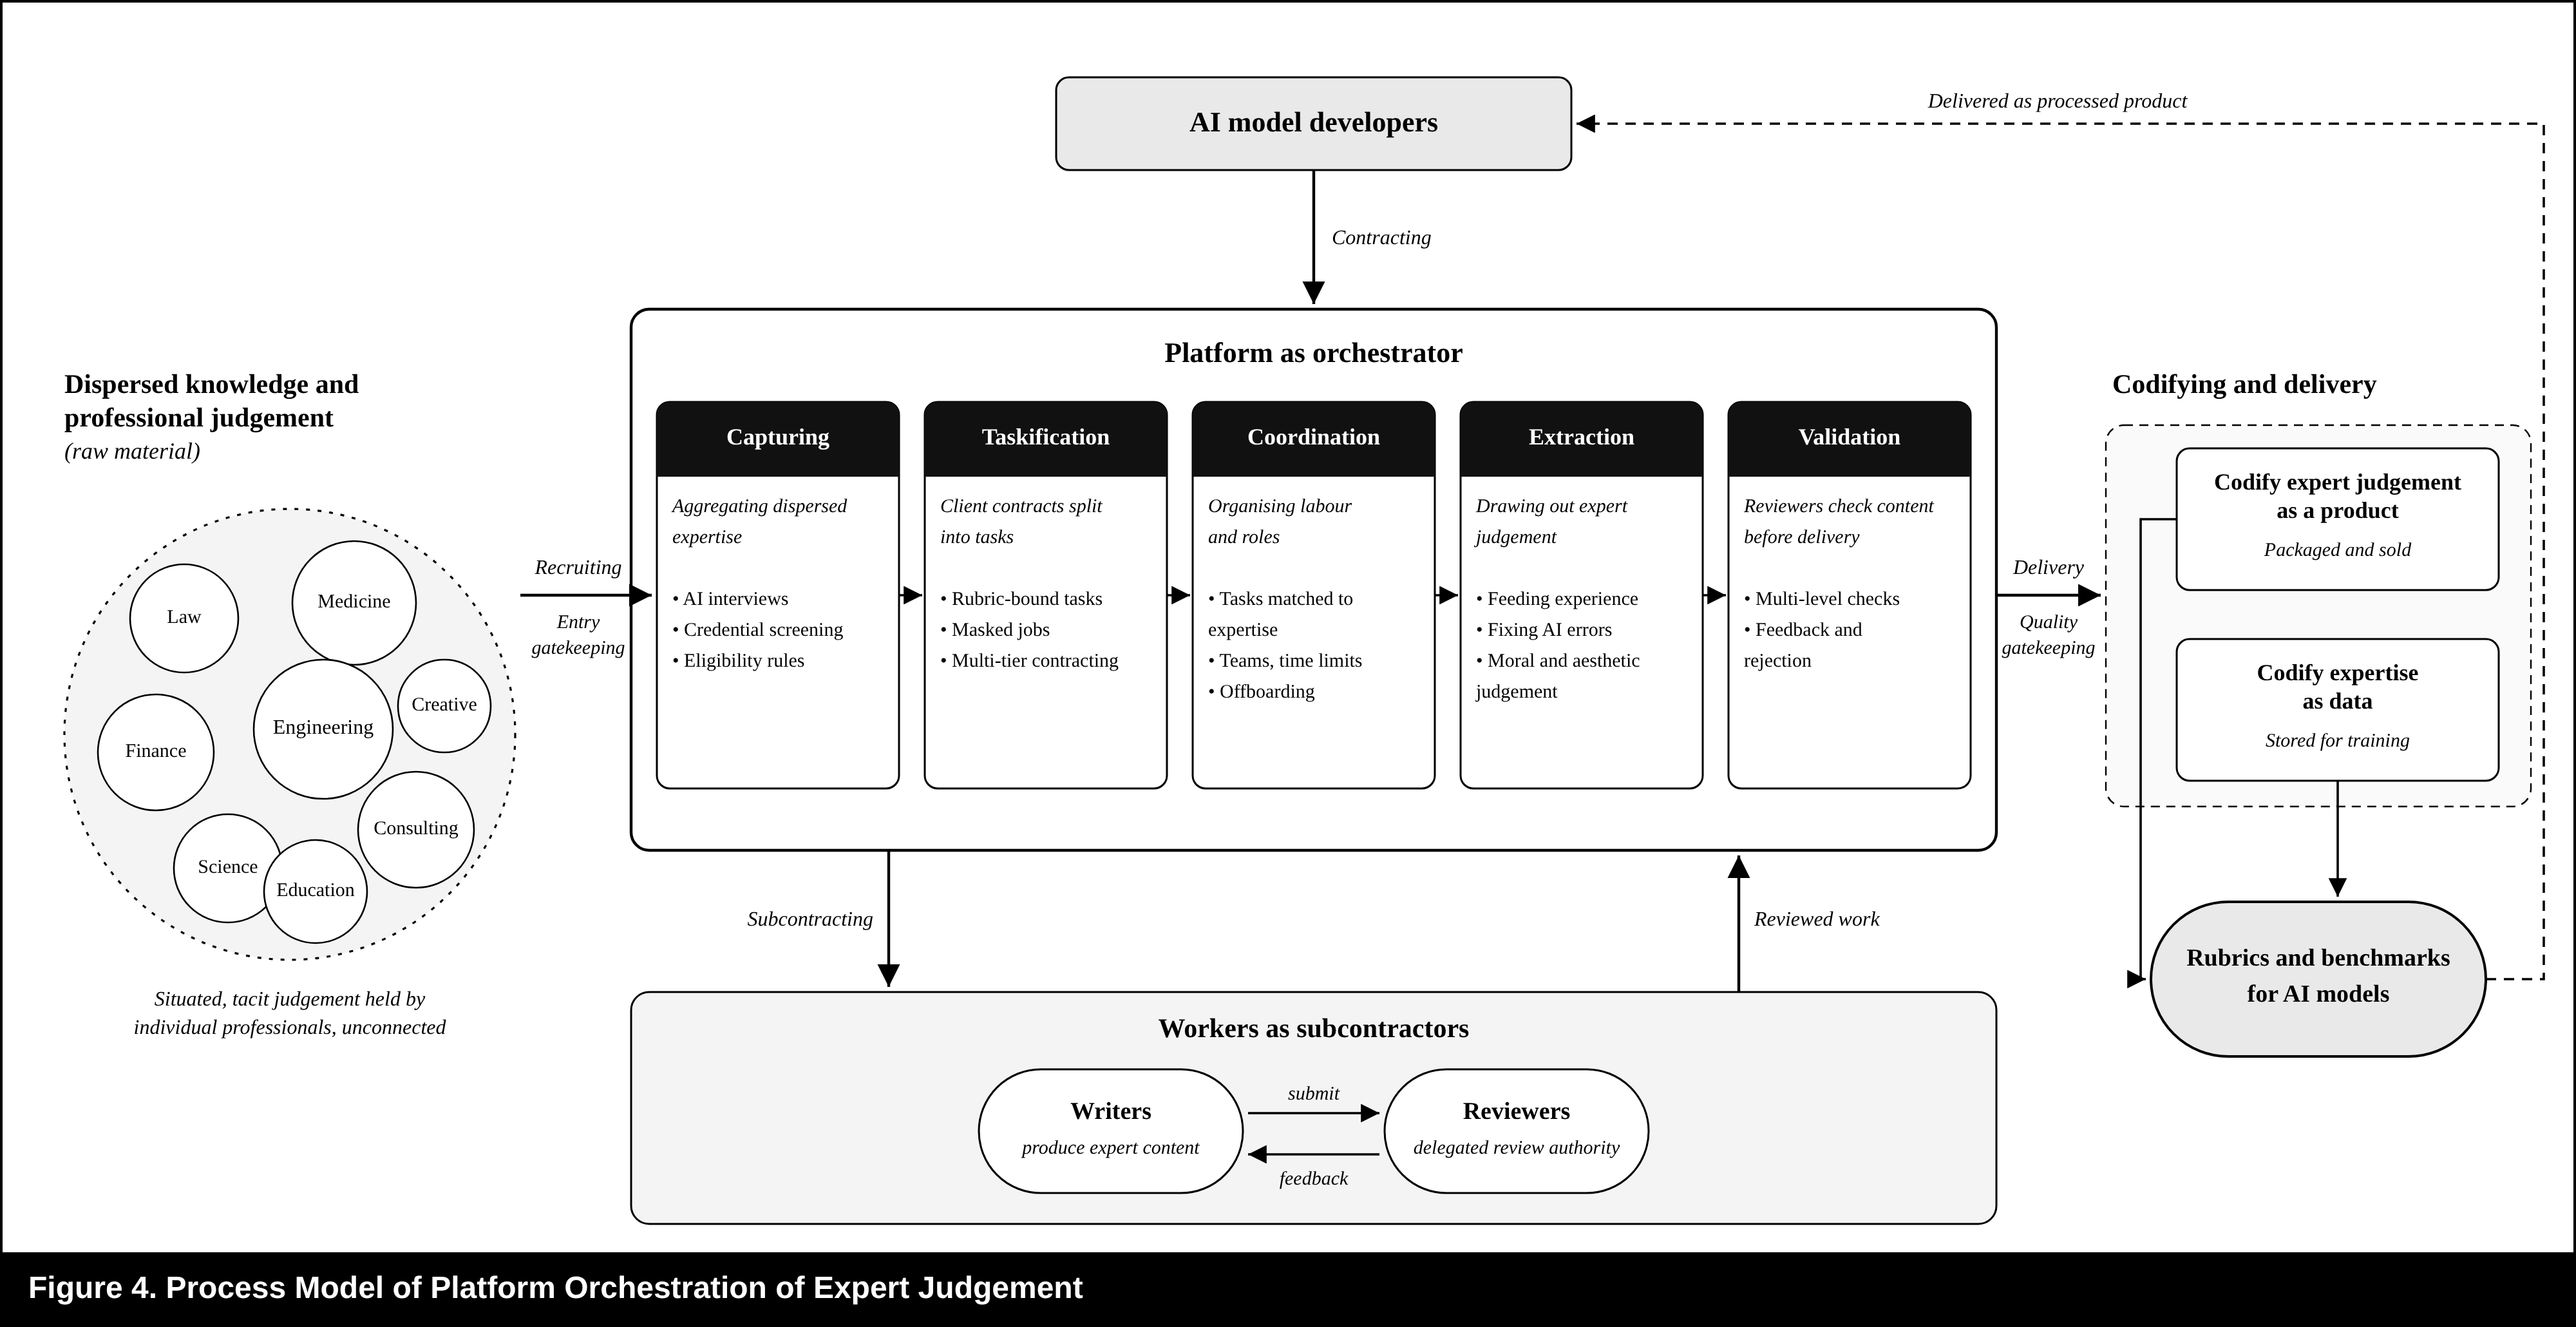 AI model developers
Delivered as processed product
Contracting
Dispersed knowledge and
professional judgement
(raw material)
Law
Medicine
Engineering
Creative
Finance
Consulting
Science
Education
Situated, tacit judgement held by
individual professionals, unconnected
Recruiting
Entry
gatekeeping
Platform as orchestrator
Capturing
Aggregating dispersed
expertise
• AI interviews
• Credential screening
• Eligibility rules
Taskification
Client contracts split
into tasks
• Rubric-bound tasks
• Masked jobs
• Multi-tier contracting
Coordination
Organising labour
and roles
• Tasks matched to
expertise
• Teams, time limits
• Offboarding
Extraction
Drawing out expert
judgement
• Feeding experience
• Fixing AI errors
• Moral and aesthetic
judgement
Validation
Reviewers check content
before delivery
• Multi-level checks
• Feedback and
rejection
Delivery
Quality
gatekeeping
Codifying and delivery
Codify expert judgement
as a product
Packaged and sold
Codify expertise
as data
Stored for training
Rubrics and benchmarks
for AI models
Subcontracting
Reviewed work
Workers as subcontractors
Writers
produce expert content
submit
feedback
Reviewers
delegated review authority
Figure 4. Process Model of Platform Orchestration of Expert Judgement